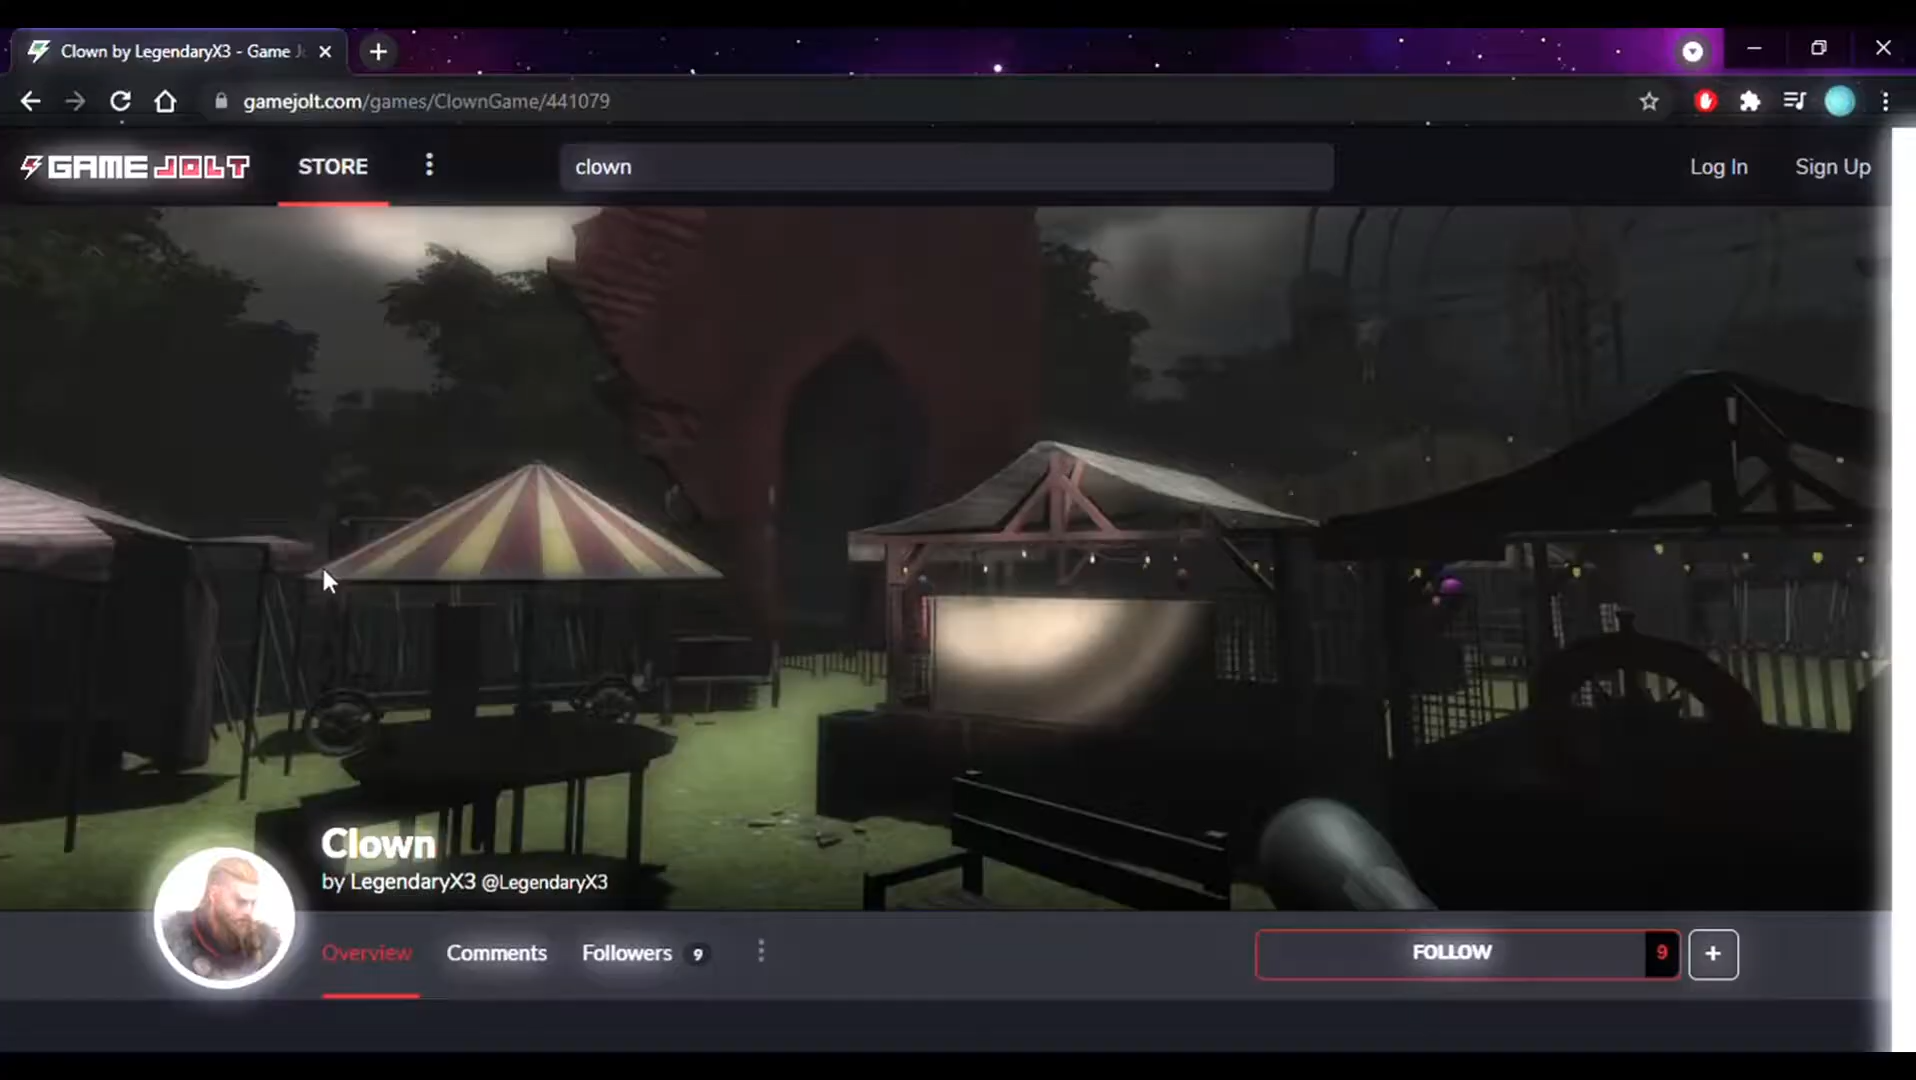 Clown by LegendaryX3 - Game J
gamejolt.com/games/ClownGame/441079
GAME JOLT
STORE
clown
Log In
Sign Up
Clown
by LegendaryX3 @LegendaryX3
Overview
Comments
Followers 9
FOLLOW 9